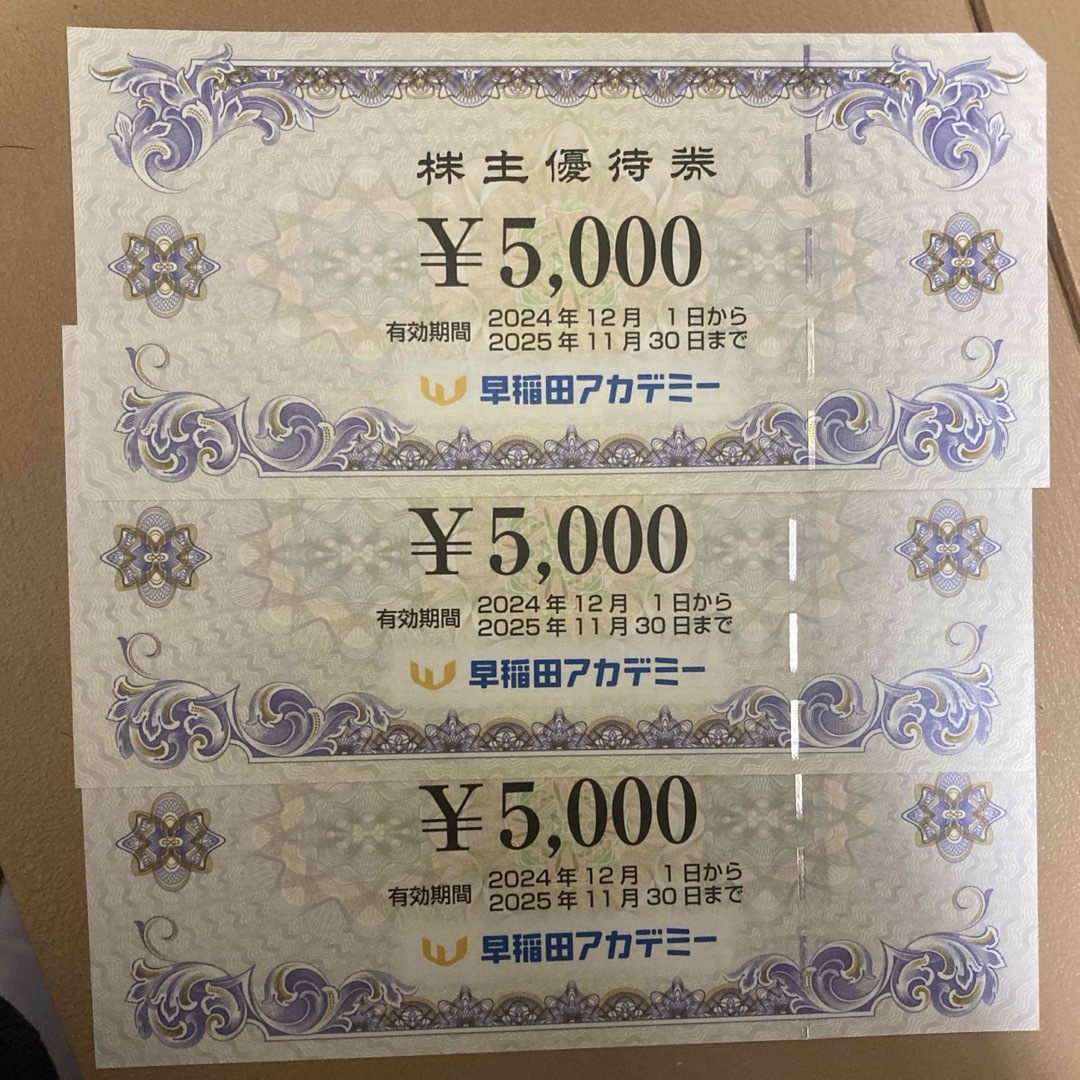 株主優待券
¥5,000
有効期間 2024年12月 1日から
2025年11月30日まで
早稲田アカデミー
¥5,000
有効期間 2024年12月 1日から
2025年11月30日まで
早稲田アカデミー
¥5,000
有効期間 2024年12月 1日から
2025年11月30日まで
早稲田アカデミー